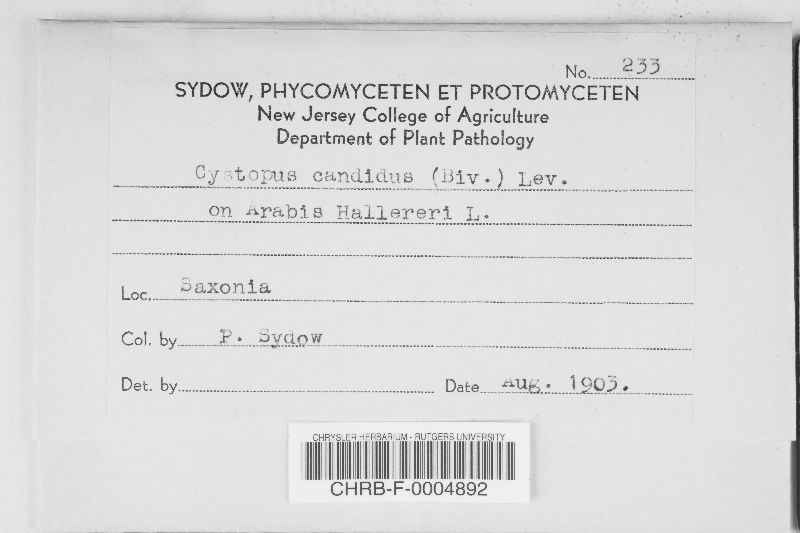 No. 233
SYDOW, PHYCOMYCETEN ET PROTOMYCETEN
New Jersey College of Agriculture
Department of Plant Pathology
Cystopus candidus (Biv.) Lev.
on Arabis Hallereri L.
Loc. Saxonia
Col. by P. Sydow
Det. by
Date Aug. 1903.
CHRYSLER HERBARIUM - RUTGERS UNIVERSITY
CHRB-F-0004892